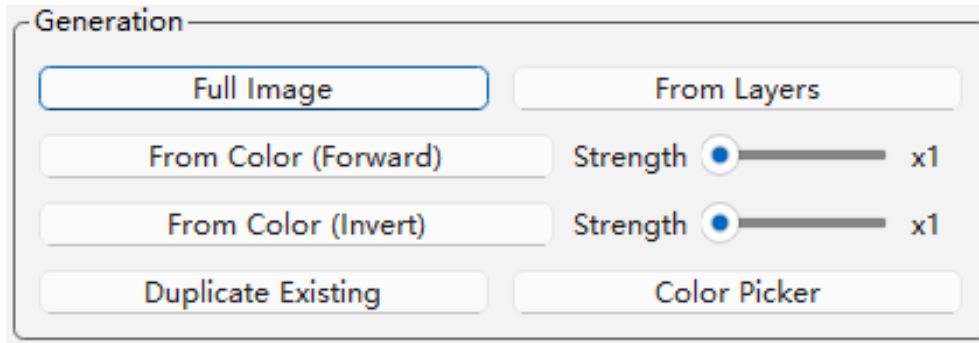 Generation
Full Image From Layers
From Color (Forward) Strength x1
From Color (Invert) Strength x1
Duplicate Existing Color Picker